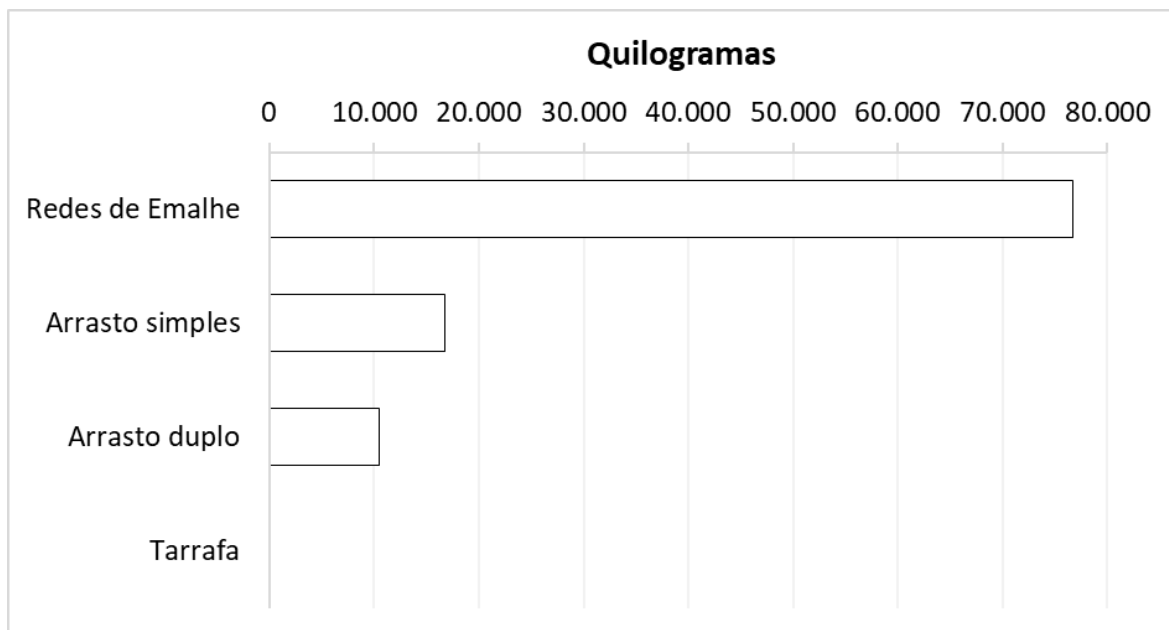 Quilogramas
0 10.000 20.000 30.000 40.000 50.000 60.000 70.000 80.000
Redes de Emalhe
Arrasto simples
Arrasto duplo
Tarrafa